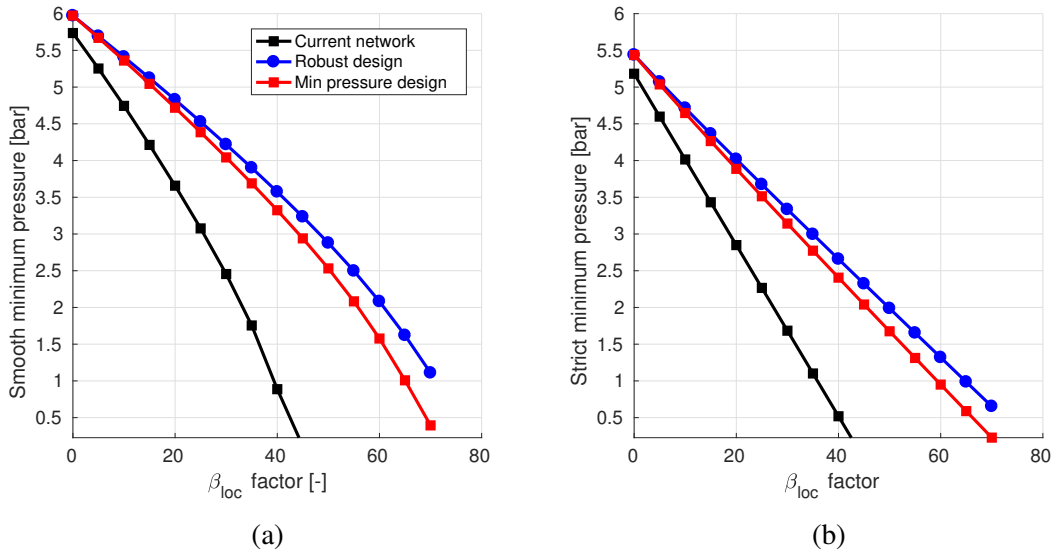 6
5.5
5
4.5
4
3.5
3
2.5
2
1.5
1
0.5
Smooth minimum pressure [bar]
Current network
Robust design
Min pressure design
0 20 40 60 80
β_loc factor [-]
(a)
6
5.5
5
4.5
4
3.5
3
2.5
2
1.5
1
0.5
Strict minimum pressure [bar]
0 20 40 60 80
β_loc factor
(b)